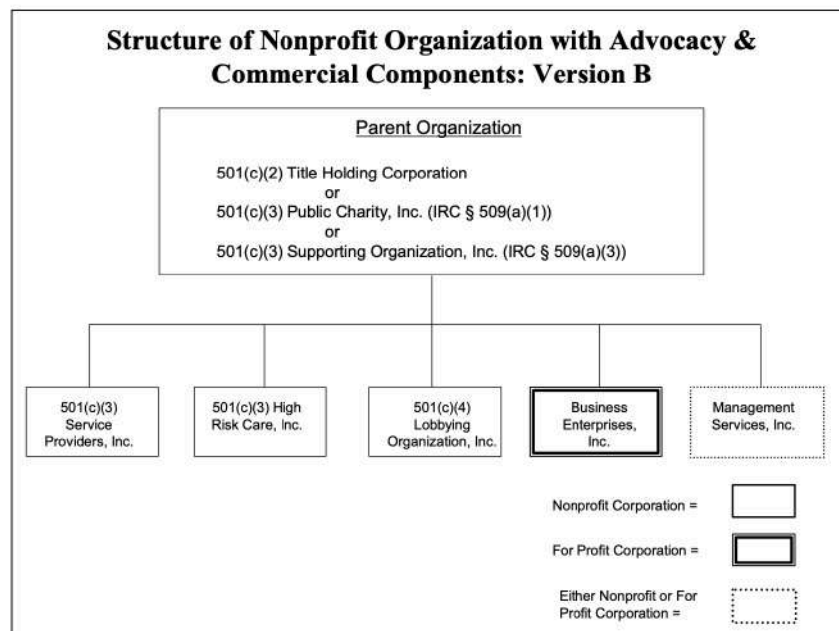 Structure of Nonprofit Organization with Advocacy &
Commercial Components: Version B
Parent Organization
501(c)(2) Title Holding Corporation
or
501(c)(3) Public Charity, Inc. (IRC § 509(a)(1))
or
501(c)(3) Supporting Organization, Inc. (IRC § 509(a)(3))
501(c)(3)
Service
Providers, Inc.
501(c)(3) High
Risk Care, Inc.
501(c)(4)
Lobbying
Organization, Inc.
Business
Enterprises,
Inc.
Management
Services, Inc.
Nonprofit Corporation =
For Profit Corporation =
Either Nonprofit or For
Profit Corporation =